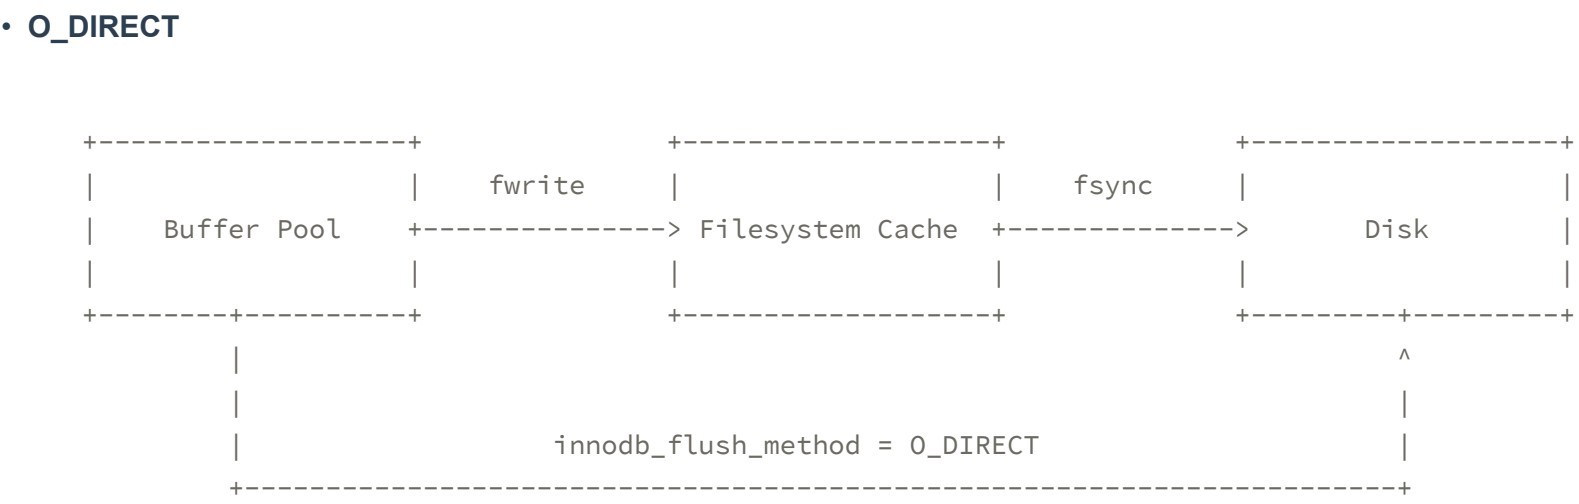 • O_DIRECT
+-------------------+               +------------------+              +-------------------+
|                   |    fwrite     |                  |    fsync     |                   |
|    Buffer Pool    +---------------> Filesystem Cache +-------------->       Disk        |
|                   |               |                  |              |                   |
+--------+----------+               +------------------+              +---------+---------+
         |                                                                      ^
         |                                                                      |
         |                   innodb_flush_method = O_DIRECT                     |
         +----------------------------------------------------------------------+